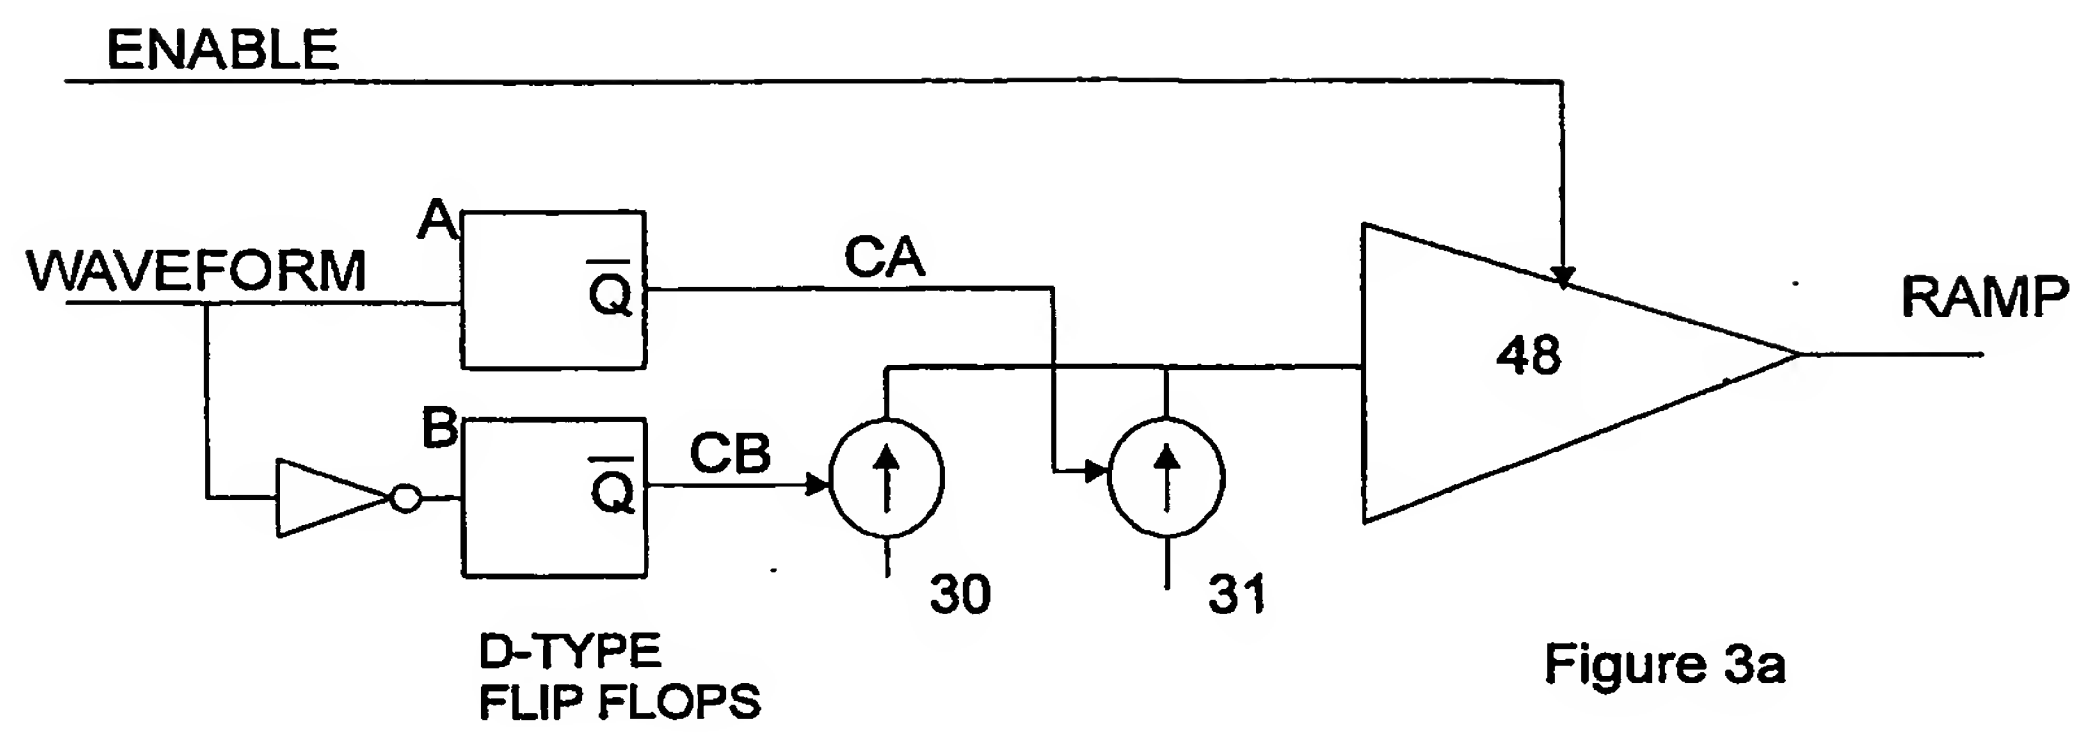 ENABLE
A
WAVEFORM
Q
CA
RAMP
48
B
CB
Q
30
31
D-TYPE
FLIP FLOPS
Figure 3a